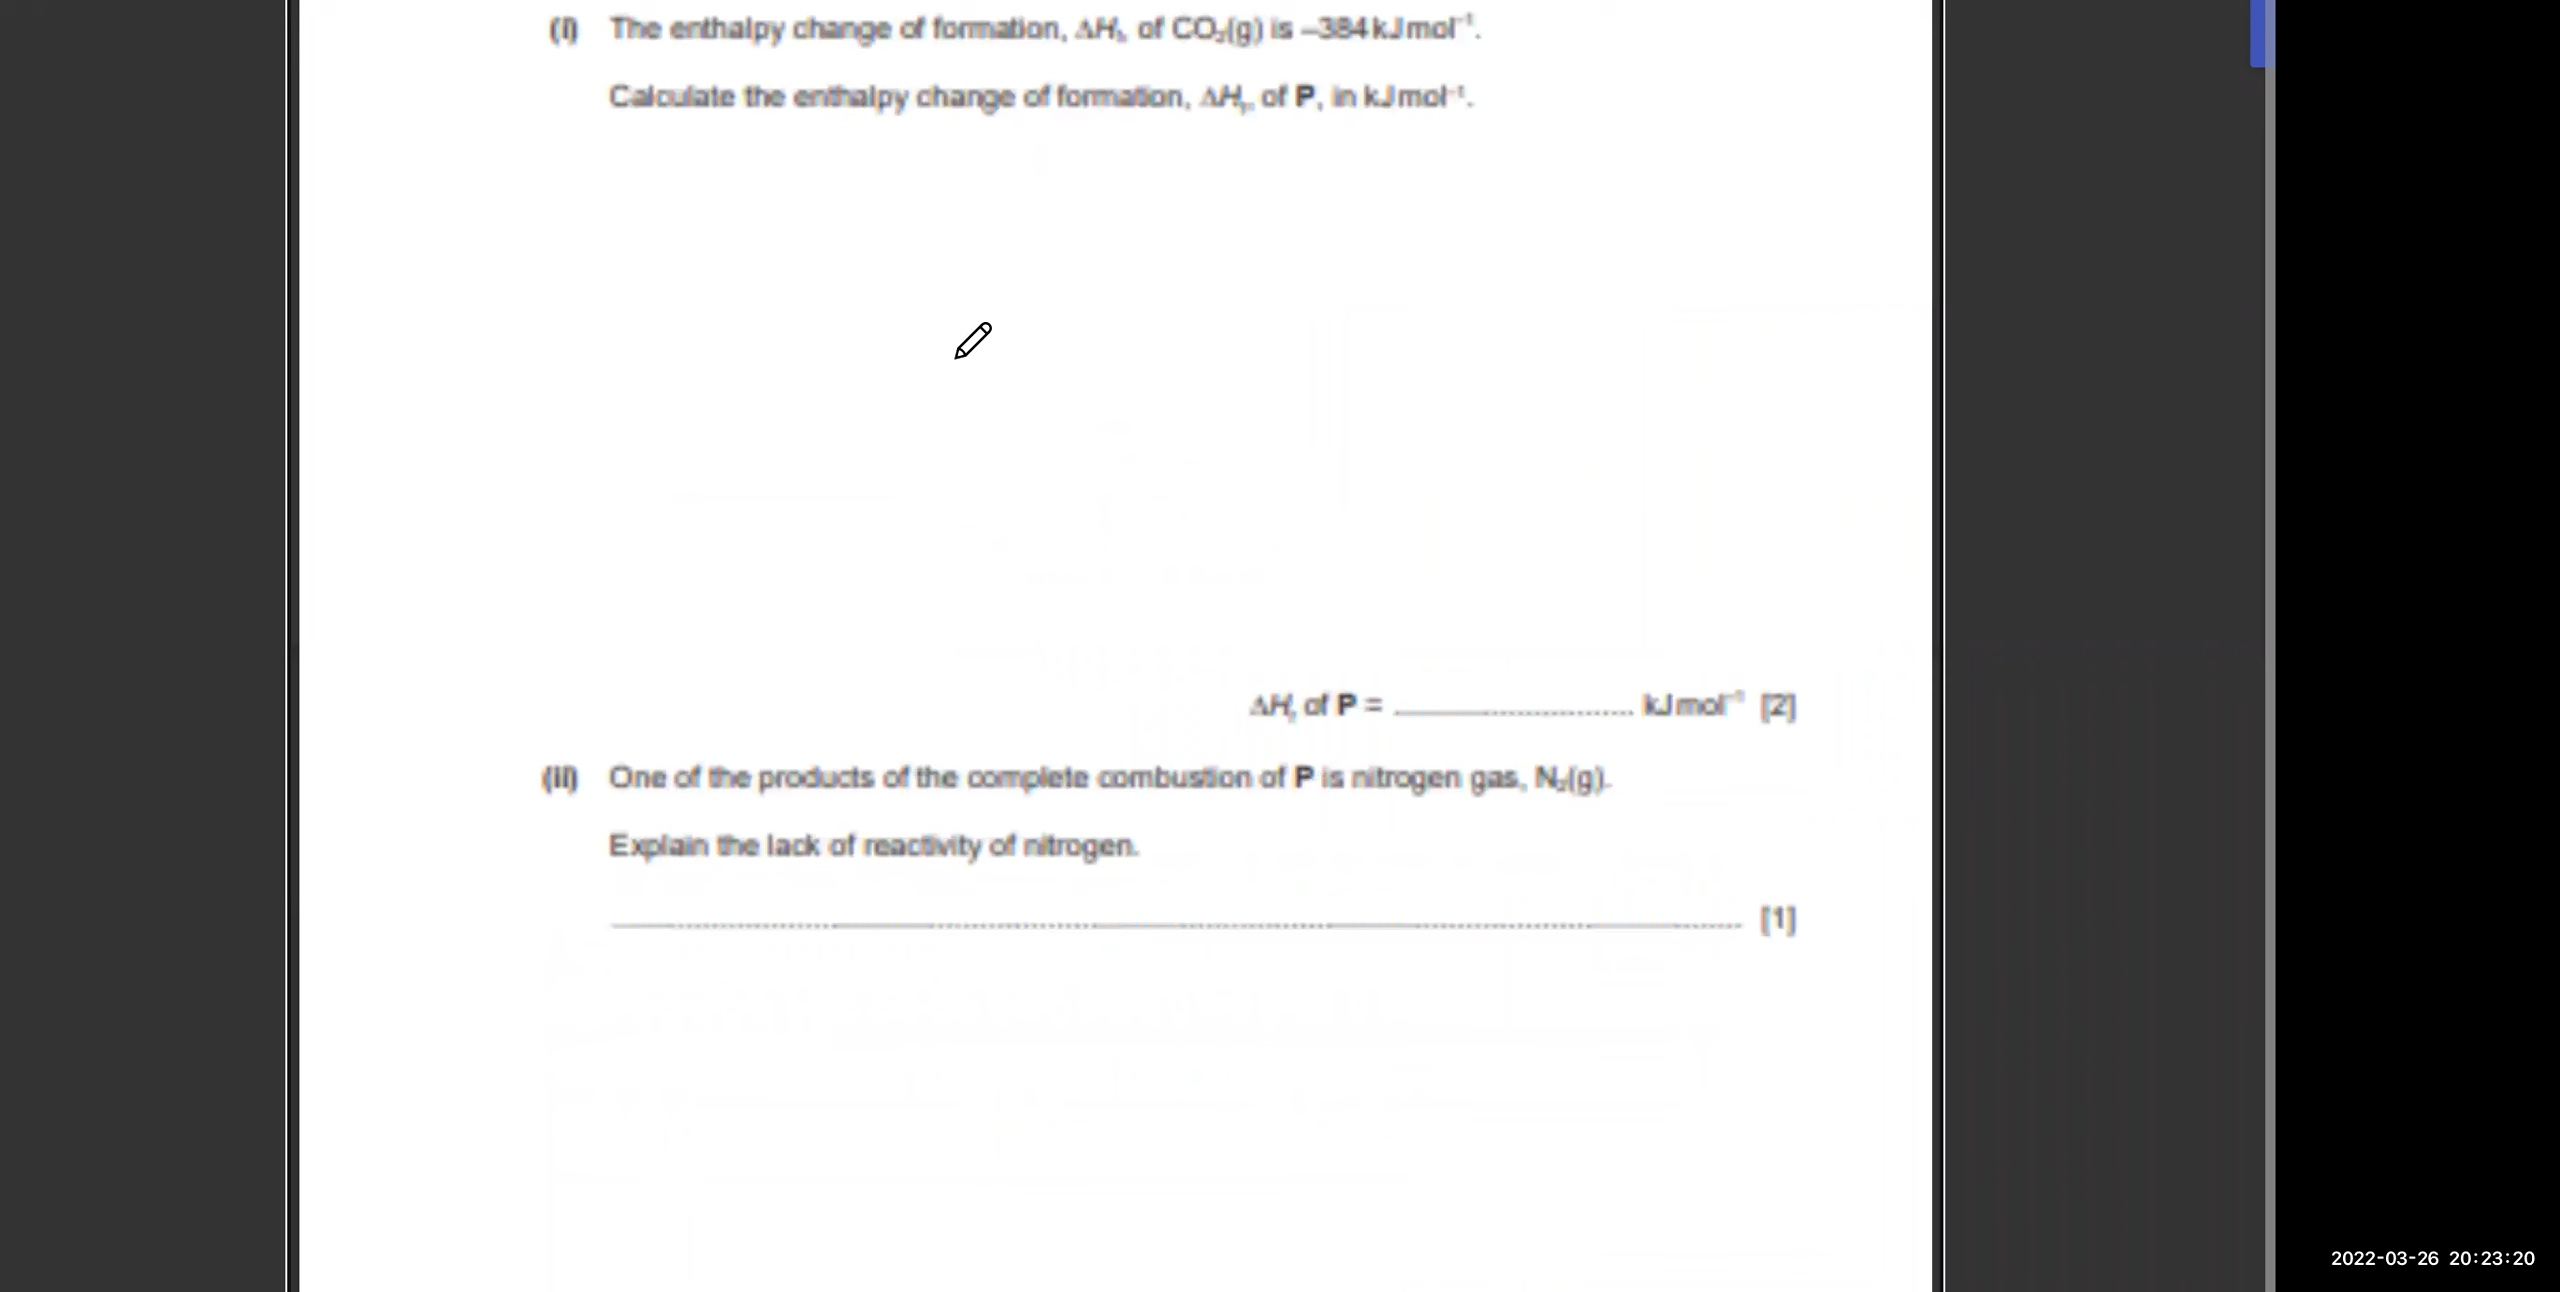 (i) The enthalpy change of formation, ΔHf, of CO₂(g) is –384 kJ mol⁻¹.
Calculate the enthalpy change of formation, ΔHf, of P, in kJ mol⁻¹.
ΔHf of P = ........................ kJ mol⁻¹ [2]
(ii) One of the products of the complete combustion of P is nitrogen gas, N₂(g).
Explain the lack of reactivity of nitrogen.
........................ [1]
2022-03-26 20:23:20